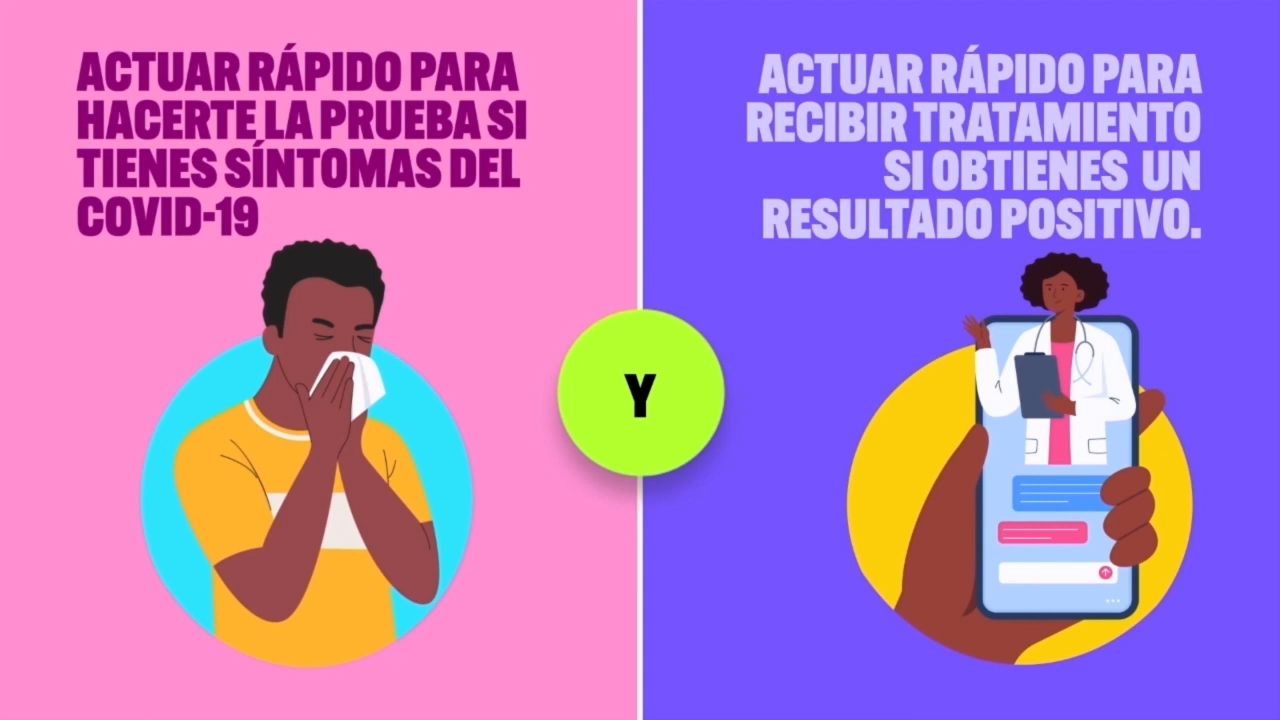 ACTUAR RÁPIDO PARA
HACERTE LA PRUEBA SI
TIENES SÍNTOMAS DEL
COVID-19
Y
ACTUAR RÁPIDO PARA
RECIBIR TRATAMIENTO
SI OBTIENES UN
RESULTADO POSITIVO.